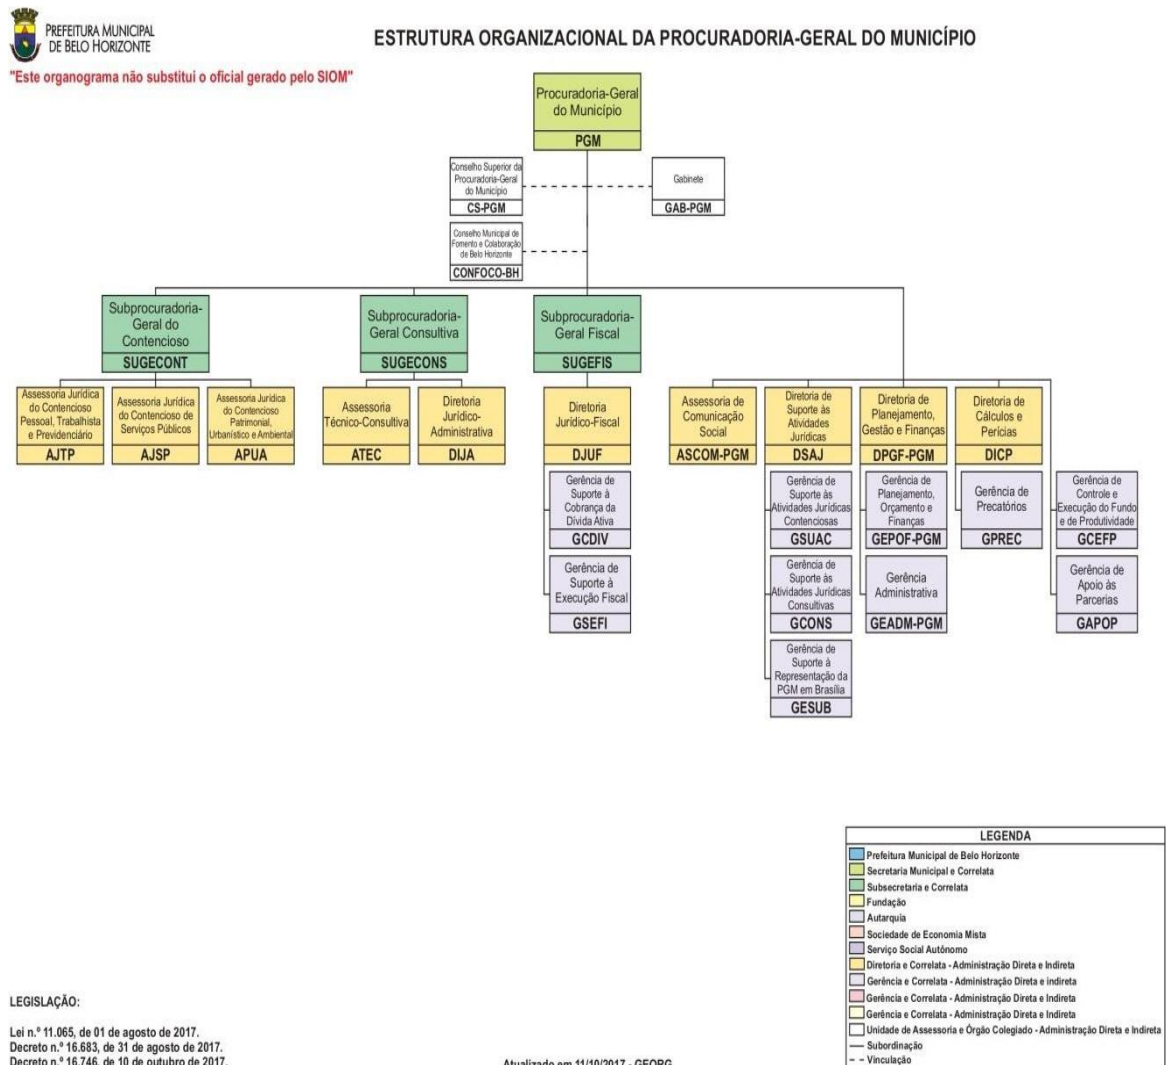 PREFEITURA MUNICIPAL
DE BELO HORIZONTE
ESTRUTURA ORGANIZACIONAL DA PROCURADORIA-GERAL DO MUNICÍPIO
"Este organograma não substitui o oficial gerado pelo SIOM"
Procuradoria-Geral
do Município
PGM
Conselho Superior da
Procuradoria-Geral
do Município
CS-PGM
Gabinete
GAB-PGM
Conselho Municipal de
Fomento e Colaboração
de Belo Horizonte
CONFOCO-BH
Subprocuradoria-
Geral do
Contencioso
SUGECONT
Subprocuradoria-
Geral Consultiva
SUGECONS
Subprocuradoria-
Geral Fiscal
SUGEFIS
Assessoria Jurídica
do Contencioso
Pessoal, Trabalhista
e Previdenciário
AJTP
Assessoria Jurídica
do Contencioso de
Serviços Públicos
AJSP
Assessoria Jurídica
do Contencioso
Patrimonial,
Urbanístico e Ambiental
APUA
Assessoria
Técnico-Consultiva
ATEC
Diretoria
Jurídico-
Administrativa
DIJA
Diretoria
Jurídico-Fiscal
DJUF
Assessoria de
Comunicação
Social
ASCOM-PGM
Diretoria de
Suporte às
Atividades
Jurídicas
DSAJ
Diretoria de
Planejamento,
Gestão e Finanças
DPGF-PGM
Diretoria de
Cálculos e
Perícias
DICP
Gerência de
Suporte à
Cobrança da
Dívida Ativa
GCDIV
Gerência de
Suporte às
Atividades Jurídicas
Contenciosas
GSUAC
Gerência de
Planejamento,
Orçamento e
Finanças
GEPOF-PGM
Gerência de
Precatórios
GPREC
Gerência de
Controle e
Execução do Fundo
e de Produtividade
GCEFP
Gerência de
Suporte à
Execução Fiscal
GSEFI
Gerência de
Suporte às
Atividades Jurídicas
Consultivas
GCONS
Gerência
Administrativa
GEADM-PGM
Gerência de
Apoio às
Parcerias
GAPOP
Gerência de
Suporte à
Representação da
PGM em Brasília
GESUB
LEGENDA
Prefeitura Municipal de Belo Horizonte
Secretaria Municipal e Correlata
Subsecretaria e Correlata
Fundação
Autarquia
Sociedade de Economia Mista
Serviço Social Autônomo
Diretoria e Correlata - Administração Direta e Indireta
Gerência e Correlata - Administração Direta e indireta
Gerência e Correlata - Administração Direta e Indireta
Gerência e Correlata - Administração Direta e Indireta
Unidade de Assessoria e Órgão Colegiado - Administração Direta e Indireta
Subordinação
Vinculação
LEGISLAÇÃO:
Lei n.º 11.065, de 01 de agosto de 2017.
Decreto n.º 16.683, de 31 de agosto de 2017.
Decreto n.º 16.746, de 10 de outubro de 2017.
Atualizado em 11/10/2017 - GEORG